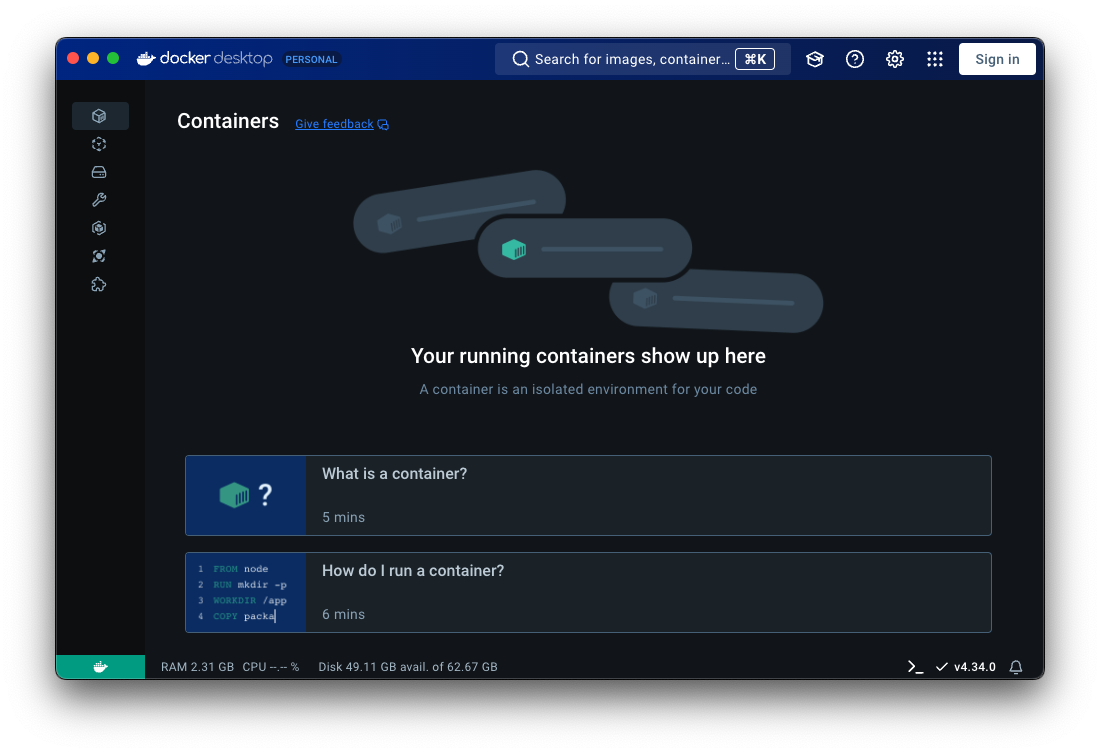 docker desktop PERSONAL
Search for images, container... ⌘K
Sign in
Containers
Give feedback
Your running containers show up here
A container is an isolated environment for your code
?
What is a container?
5 mins
1 FROM node
2 RUN mkdir -p
3 WORKDIR /app
4 COPY packa
How do I run a container?
6 mins
RAM 2.31 GB CPU --.-- % Disk 49.11 GB avail. of 62.67 GB
v4.34.0